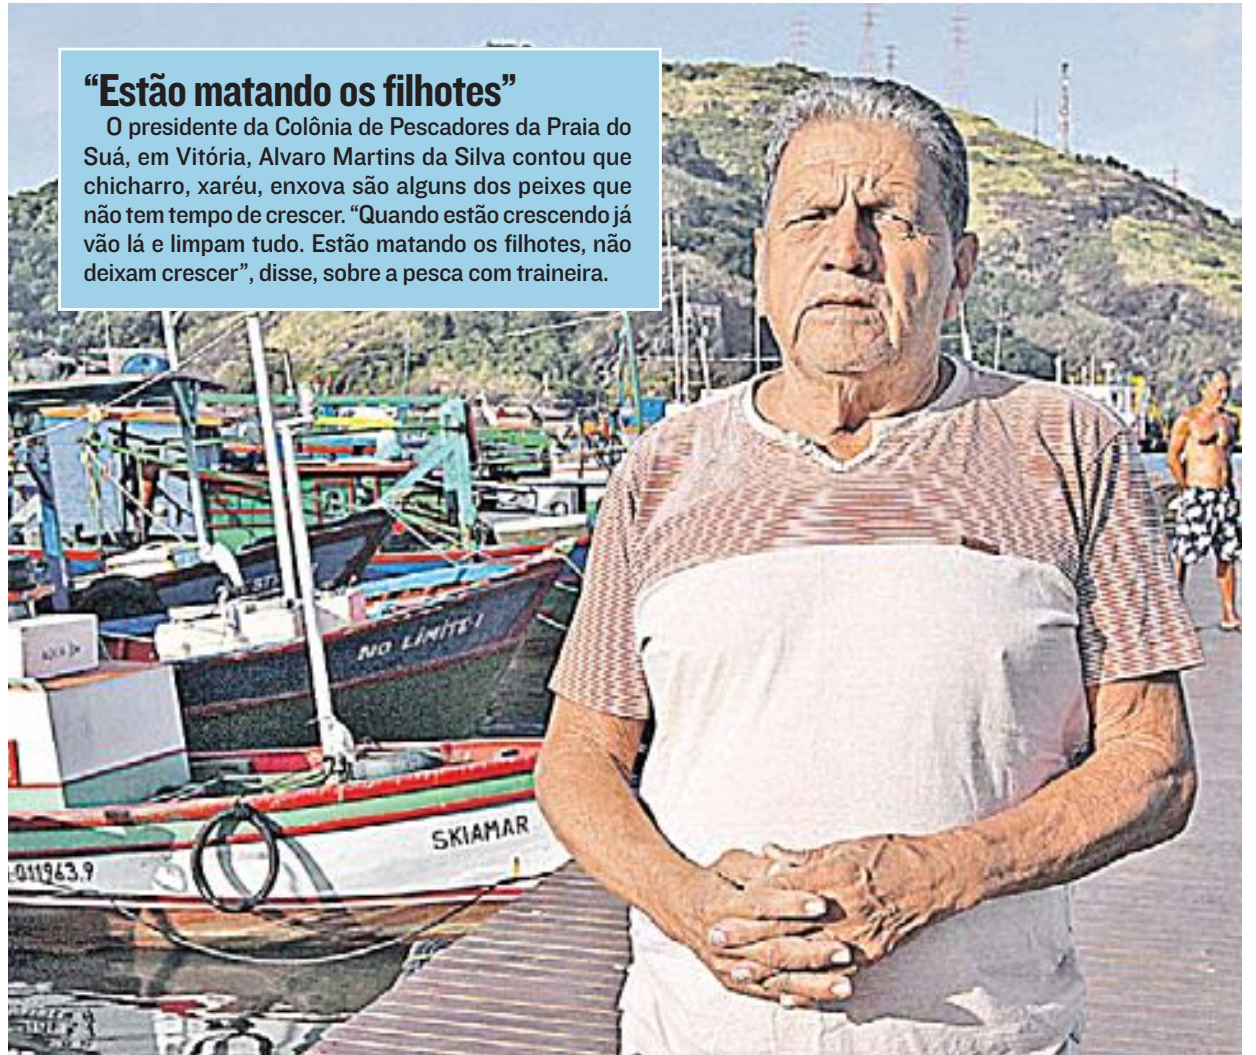 “Estão matando os filhotes”
O presidente da Colônia de Pescadores da Praia do
Suá, em Vitória, Alvaro Martins da Silva contou que
chicharro, xaréu, enxova são alguns dos peixes que
não tem tempo de crescer. “Quando estão crescendo já
vão lá e limpam tudo. Estão matando os filhotes, não
deixam crescer”, disse, sobre a pesca com traineira.
NO LIMITE!
SKIAMAR
011963.9